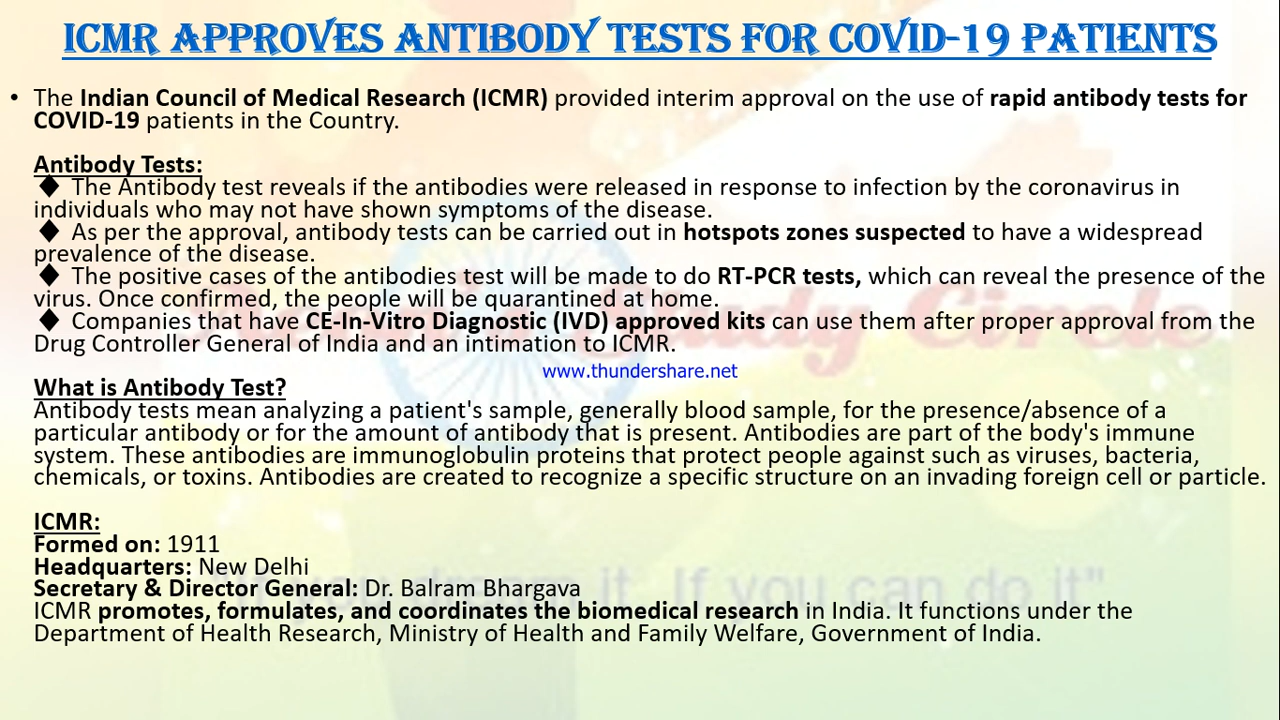 ICMR APPROVES ANTIBODY TESTS FOR COVID-19 PATIENTS
• The Indian Council of Medical Research (ICMR) provided interim approval on the use of rapid antibody tests for
COVID-19 patients in the Country.
Antibody Tests:
♦ The Antibody test reveals if the antibodies were released in response to infection by the coronavirus in
individuals who may not have shown symptoms of the disease.
♦ As per the approval, antibody tests can be carried out in hotspots zones suspected to have a widespread
prevalence of the disease.
♦ The positive cases of the antibodies test will be made to do RT-PCR tests, which can reveal the presence of the
virus. Once confirmed, the people will be quarantined at home.
♦ Companies that have CE-In-Vitro Diagnostic (IVD) approved kits can use them after proper approval from the
Drug Controller General of India and an intimation to ICMR.
www.thundershare.net
What is Antibody Test?
Antibody tests mean analyzing a patient's sample, generally blood sample, for the presence/absence of a
particular antibody or for the amount of antibody that is present. Antibodies are part of the body's immune
system. These antibodies are immunoglobulin proteins that protect people against such as viruses, bacteria,
chemicals, or toxins. Antibodies are created to recognize a specific structure on an invading foreign cell or particle.
ICMR:
Formed on: 1911
Headquarters: New Delhi
Secretary & Director General: Dr. Balram Bhargava
ICMR promotes, formulates, and coordinates the biomedical research in India. It functions under the
Department of Health Research, Ministry of Health and Family Welfare, Government of India.
Study Circle
it. If you can do it"